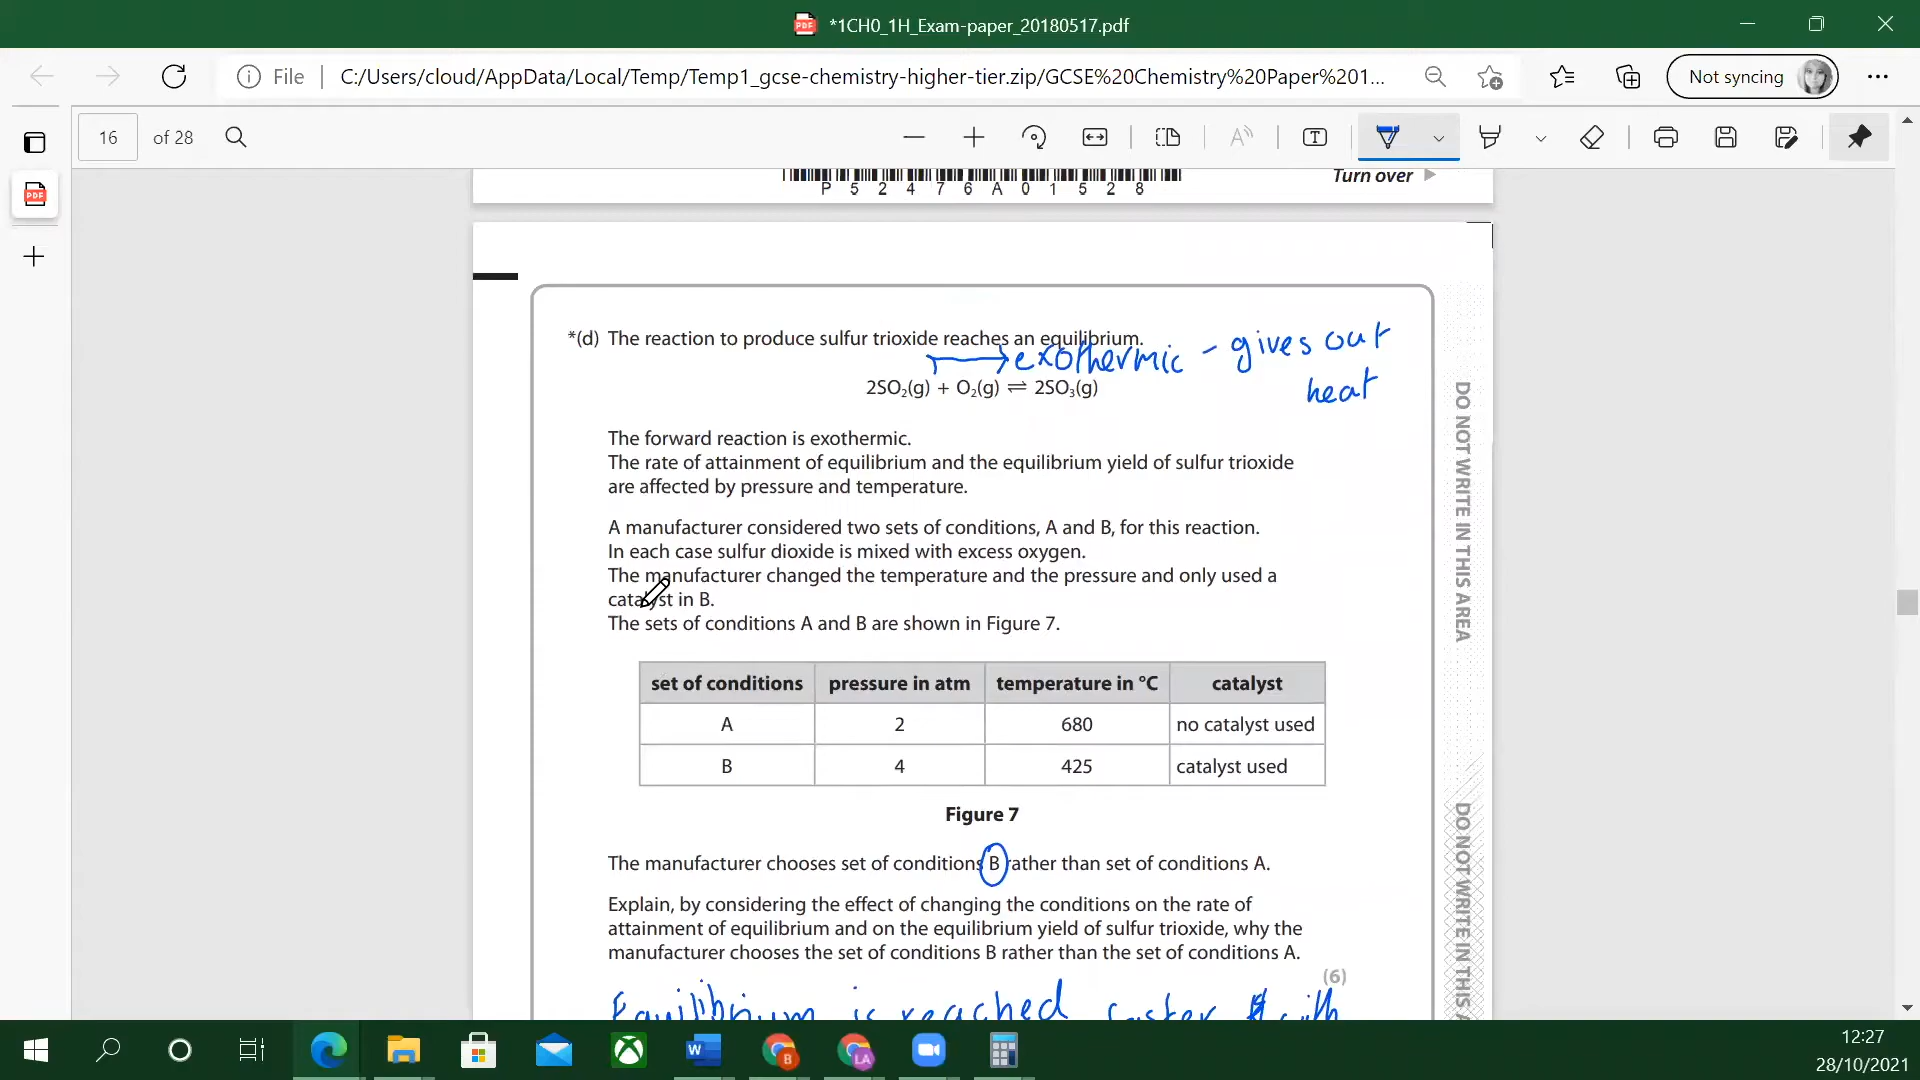 *1CH0_1H_Exam-paper_20180517.pdf
File
C:/Users/cloud/AppData/Local/Temp/Temp1_gcse-chemistry-higher-tier.zip/GCSE%20Chemistry%20Paper%201...
Not syncing
16 of 28
P 5 2 4 7 6 A 0 1 5 2 8
Turn over
*(d) The reaction to produce sulfur trioxide reaches an equilibrium.
exothermic - gives out
heat
2SO₂(g) + O₂(g) ⇌ 2SO₃(g)
The forward reaction is exothermic.
The rate of attainment of equilibrium and the equilibrium yield of sulfur trioxide
are affected by pressure and temperature.
A manufacturer considered two sets of conditions, A and B, for this reaction.
In each case sulfur dioxide is mixed with excess oxygen.
The manufacturer changed the temperature and the pressure and only used a
catalyst in B.
The sets of conditions A and B are shown in Figure 7.
set of conditions pressure in atm temperature in °C catalyst
A 2 680 no catalyst used
B 4 425 catalyst used
Figure 7
The manufacturer chooses set of conditions B rather than set of conditions A.
Explain, by considering the effect of changing the conditions on the rate of
attainment of equilibrium and on the equilibrium yield of sulfur trioxide, why the
manufacturer chooses the set of conditions B rather than the set of conditions A.
(6)
Equilibrium is reached faster with
DO NOT WRITE IN THIS AREA
DO NOT WRITE IN THIS A
12:27
28/10/2021